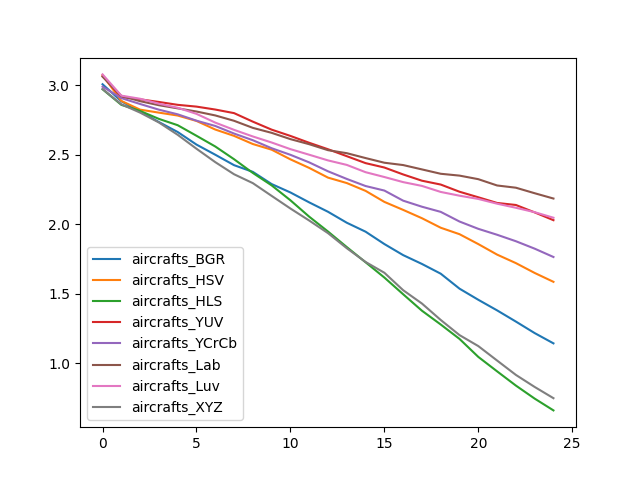 3.0
2.5
2.0
1.5
1.0
aircrafts_BGR
aircrafts_HSV
aircrafts_HLS
aircrafts_YUV
aircrafts_YCrCb
aircrafts_Lab
aircrafts_Luv
aircrafts_XYZ
0 5 10 15 20 25